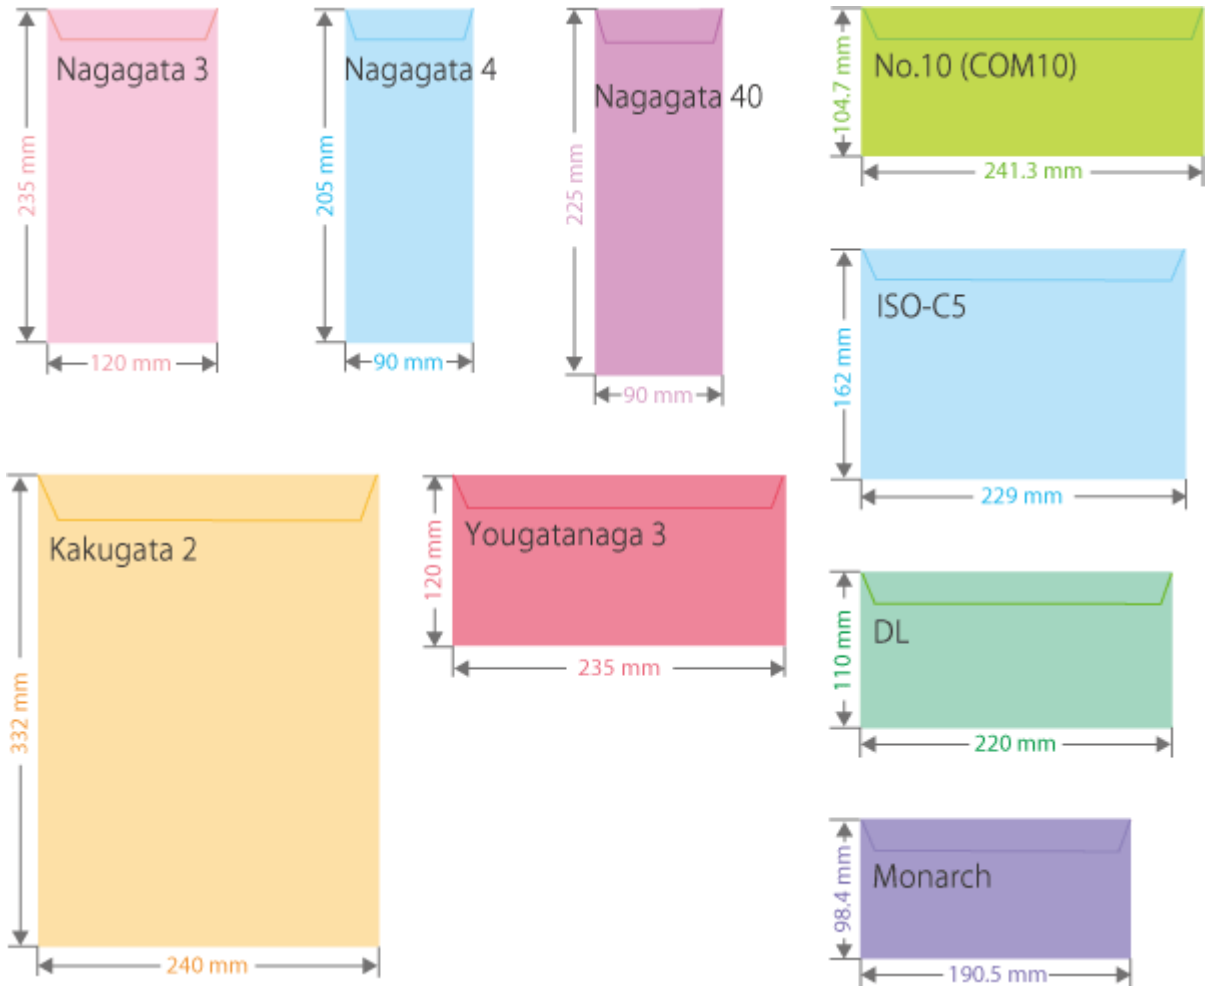 Nagagata 3
235 mm
120 mm
Nagagata 4
205 mm
90 mm
Nagagata 40
225 mm
90 mm
No.10 (COM10)
104.7 mm
241.3 mm
ISO-C5
162 mm
229 mm
Kakugata 2
332 mm
240 mm
Yougatanaga 3
120 mm
235 mm
DL
110 mm
220 mm
Monarch
98.4 mm
190.5 mm